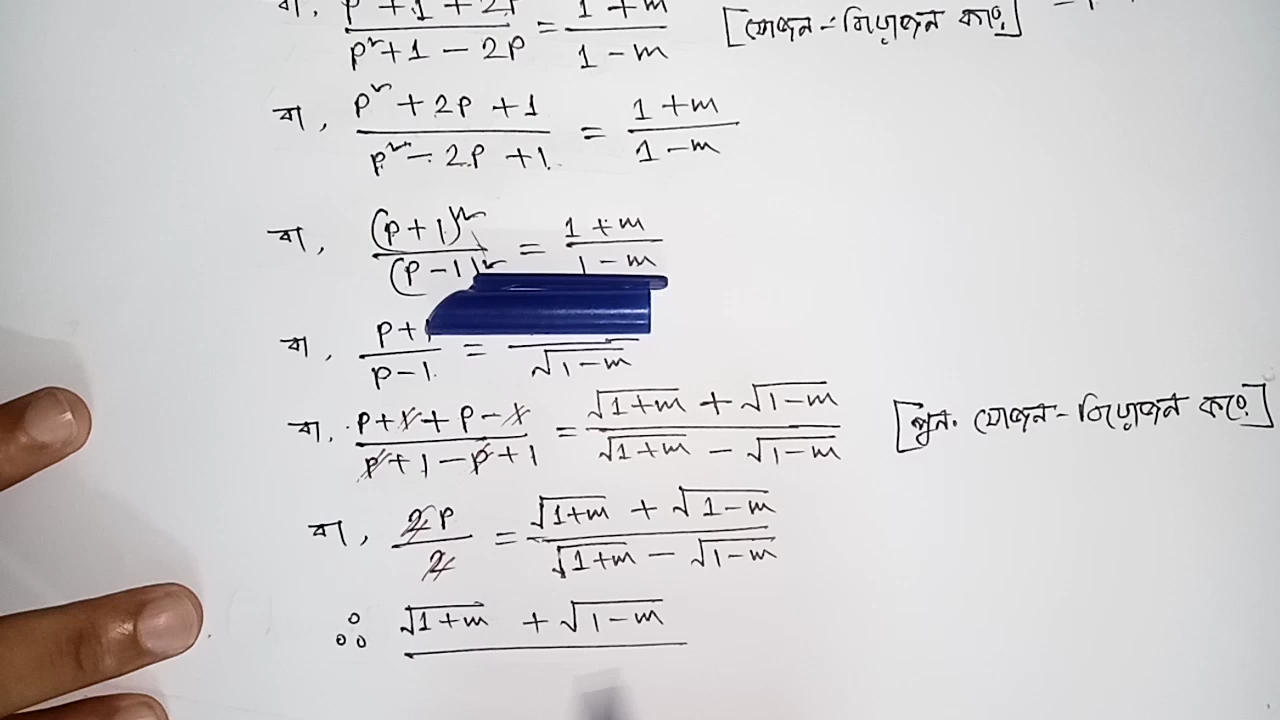 বা, p²+1+2p / p²+1-2p = 1+m / 1-m [যোজন-বিয়োজন করে]
বা, p²+2p+1 / p²-2p+1 = 1+m / 1-m
বা, (p+1)² / (p-1)² = 1+m / 1-m
বা, p+1 / p-1 = / √1-m
বা, p+1+p-1 / p+1-p+1 = √1+m + √1-m / √1+m - √1-m [পুন. যোজন-বিয়োজন করে]
বা, 2p / 2 = √1+m + √1-m / √1+m - √1-m
∴ √1+m + √1-m